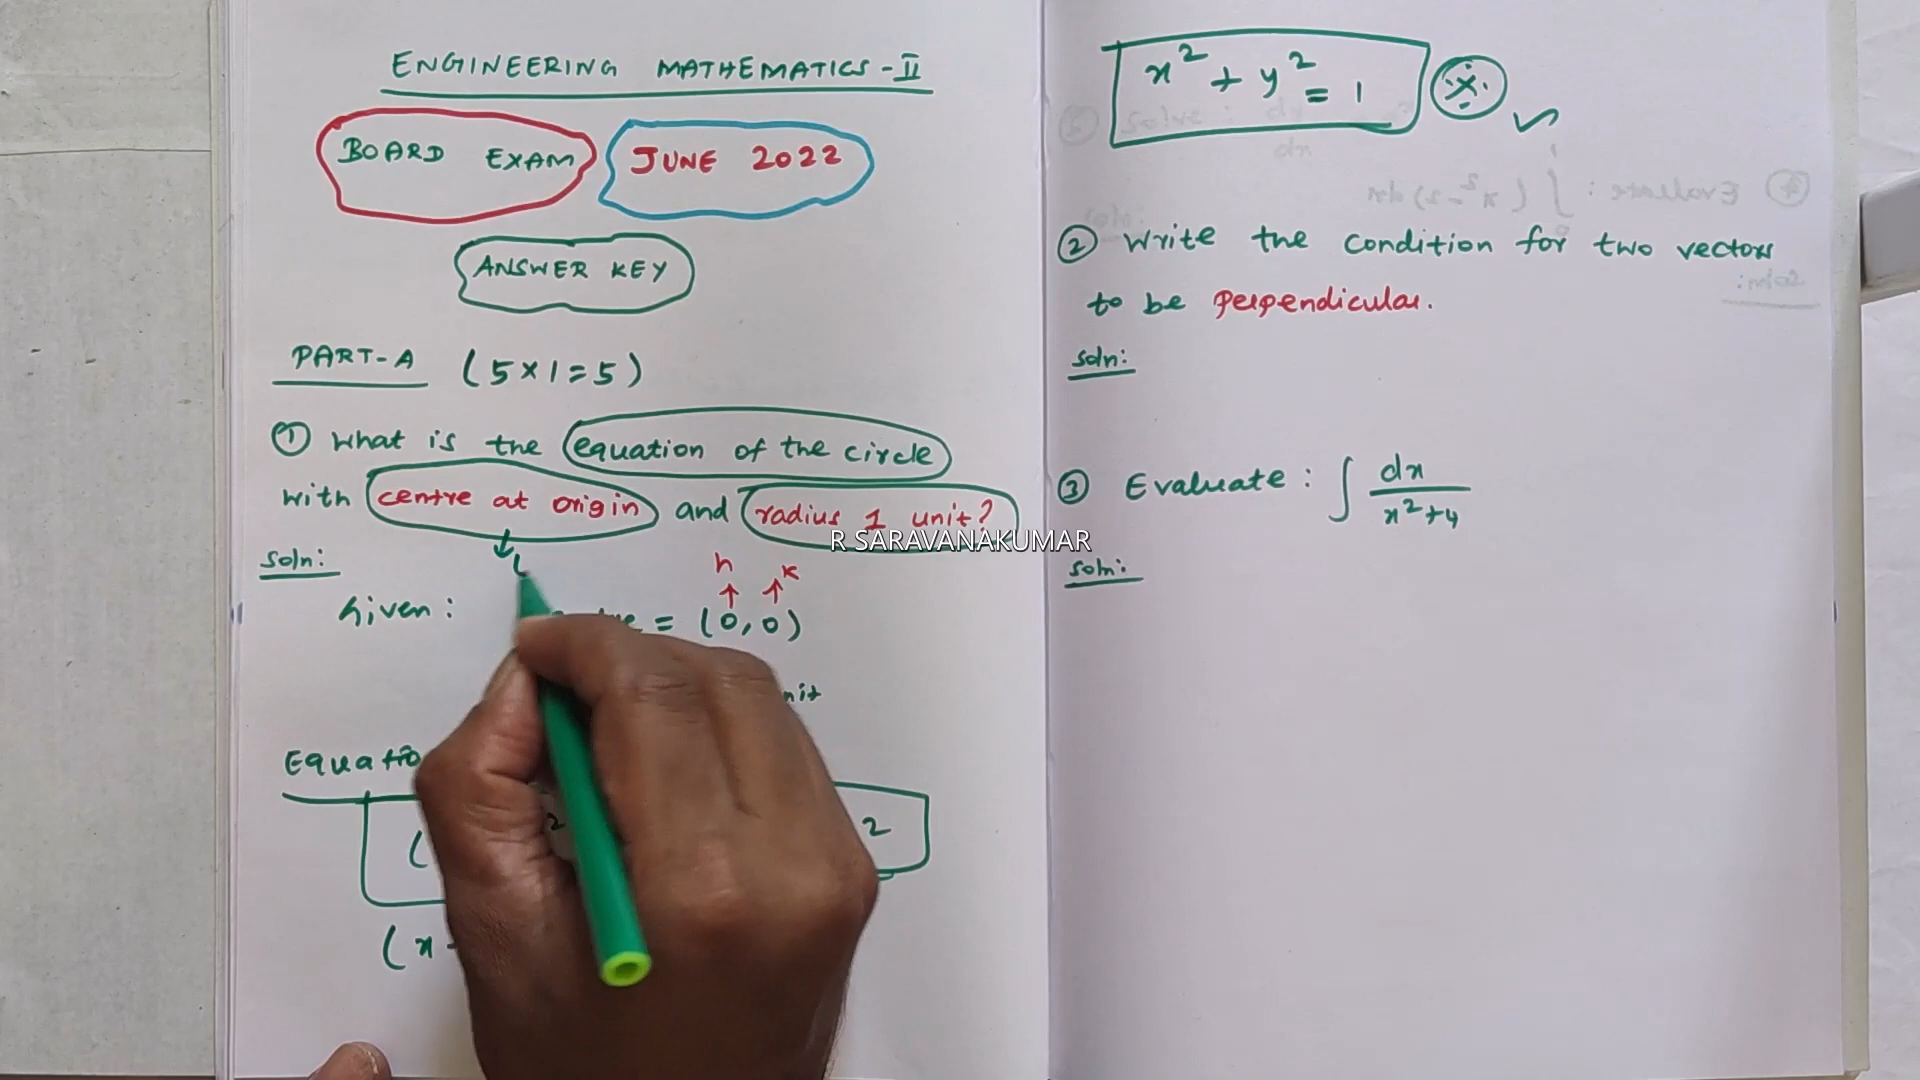 ENGINEERING MATHEMATICS - II
BOARD EXAM JUNE 2022
ANSWER KEY
PART-A (5×1=5)
① What is the equation of the circle
with centre at origin and radius 1 unit?
Soln:
h k
Given: = (0,0)
2
(x-
x² + y² = 1
② Write the condition for two vectors
to be perpendicular.
Soln:
③ Evaluate: ∫ dx / x²+4
Soln:
R SARAVANAKUMAR